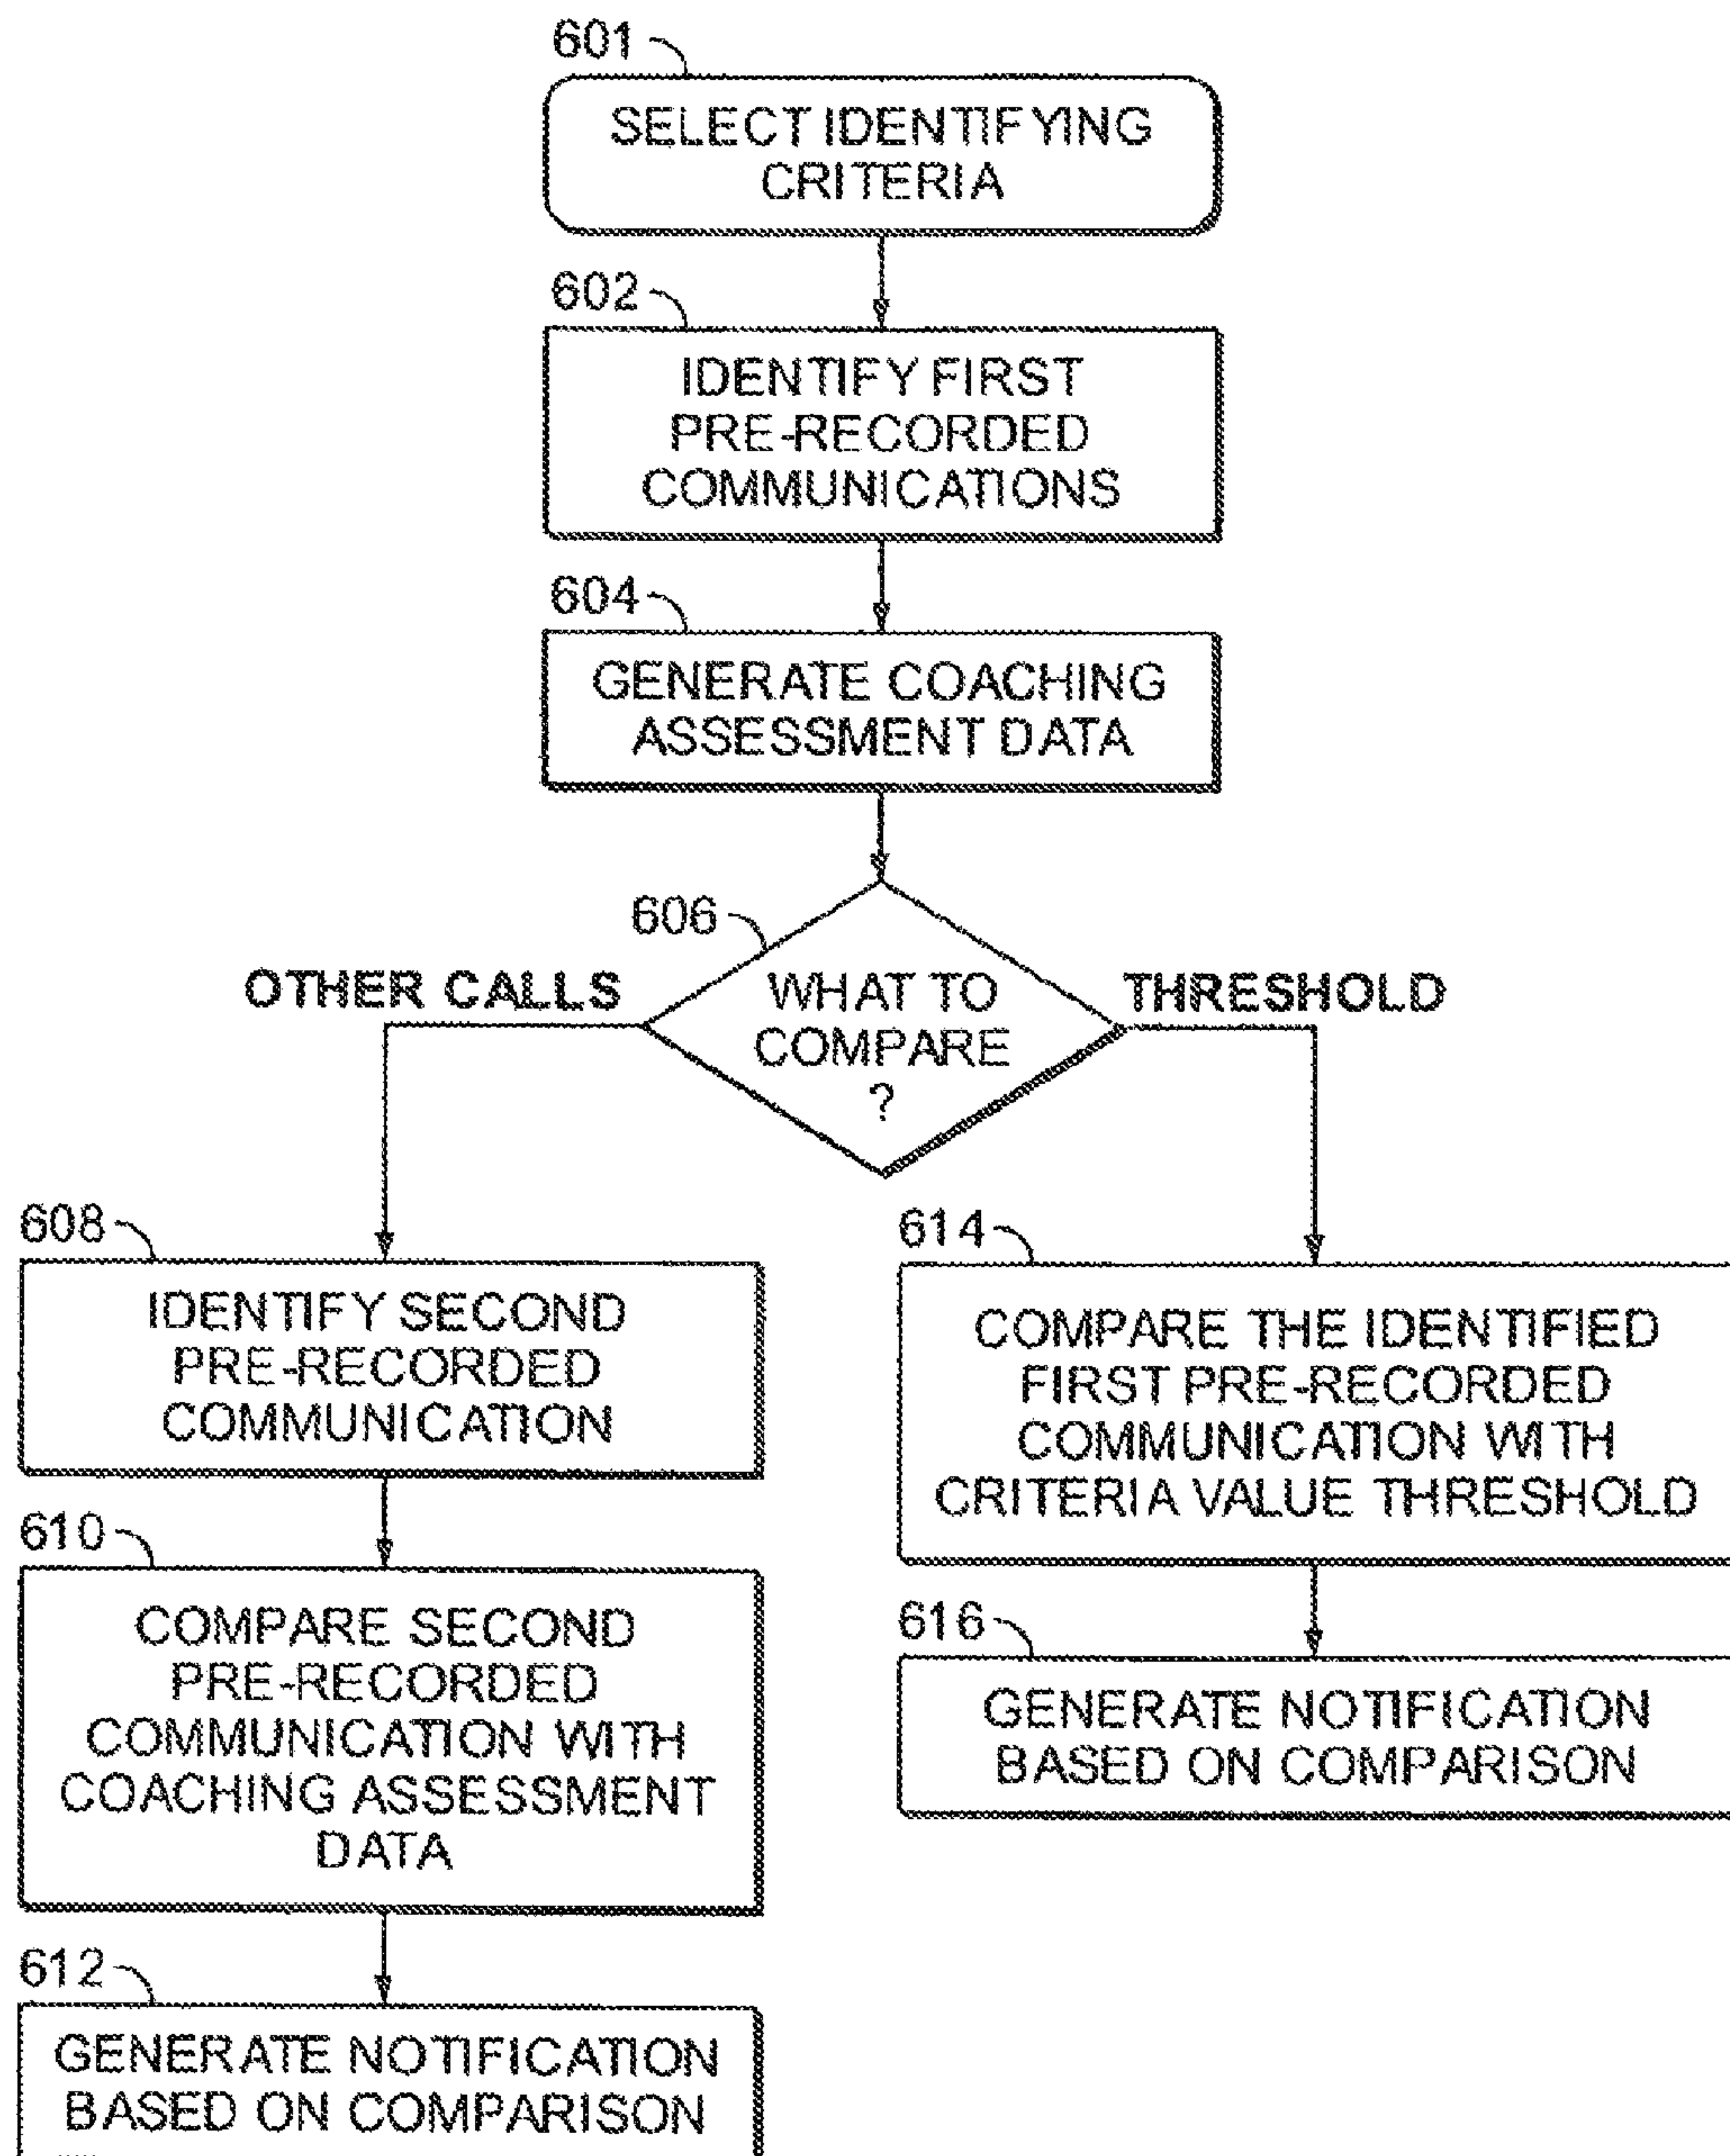 601
SELECT IDENTIFYING
CRITERIA
602
IDENTIFY FIRST
PRE-RECORDED
COMMUNICATIONS
604
GENERATE COACHING
ASSESSMENT DATA
606
WHAT TO
COMPARE
?
OTHER CALLS
THRESHOLD
608
IDENTIFY SECOND
PRE-RECORDED
COMMUNICATION
610
COMPARE SECOND
PRE-RECORDED
COMMUNICATION WITH
COACHING ASSESSMENT
DATA
612
GENERATE NOTIFICATION
BASED ON COMPARISON
614
COMPARE THE IDENTIFIED
FIRST PRE-RECORDED
COMMUNICATION WITH
CRITERIA VALUE THRESHOLD
616
GENERATE NOTIFICATION
BASED ON COMPARISON